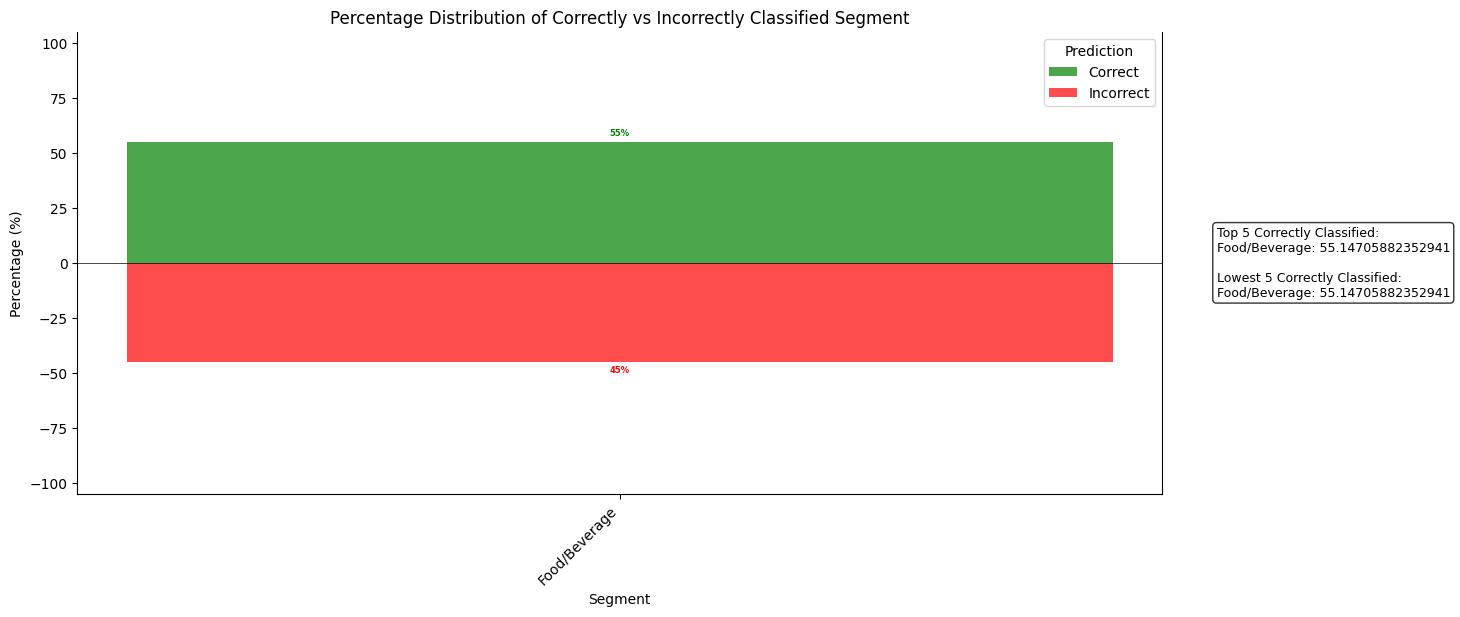 Percentage Distribution of Correctly vs Incorrectly Classified Segment
Percentage (%)
100
75
50
25
0
−25
−50
−75
−100
55%
45%
Prediction
Correct
Incorrect
Food/Beverage
Segment
Top 5 Correctly Classified:
Food/Beverage: 55.14705882352941
Lowest 5 Correctly Classified:
Food/Beverage: 55.14705882352941